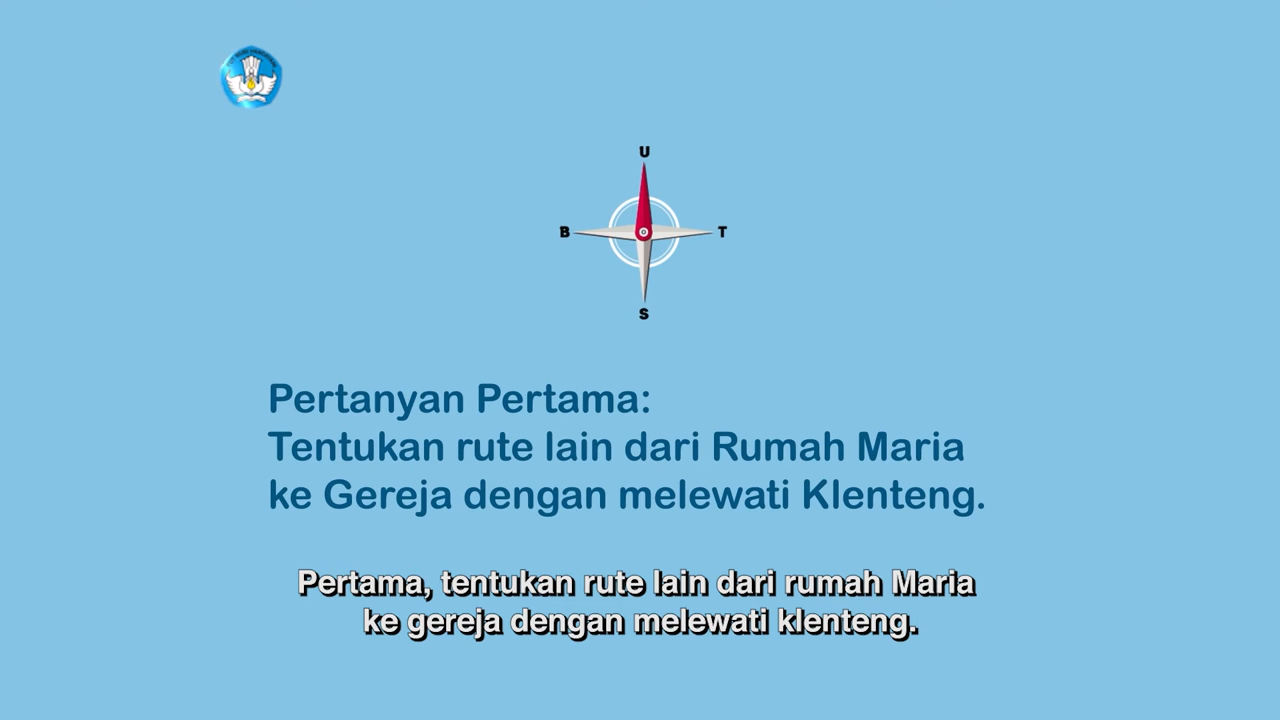 U
B
T
S
Pertanyan Pertama:
Tentukan rute lain dari Rumah Maria
ke Gereja dengan melewati Klenteng.
Pertama, tentukan rute lain dari rumah Maria
ke gereja dengan melewati klenteng.